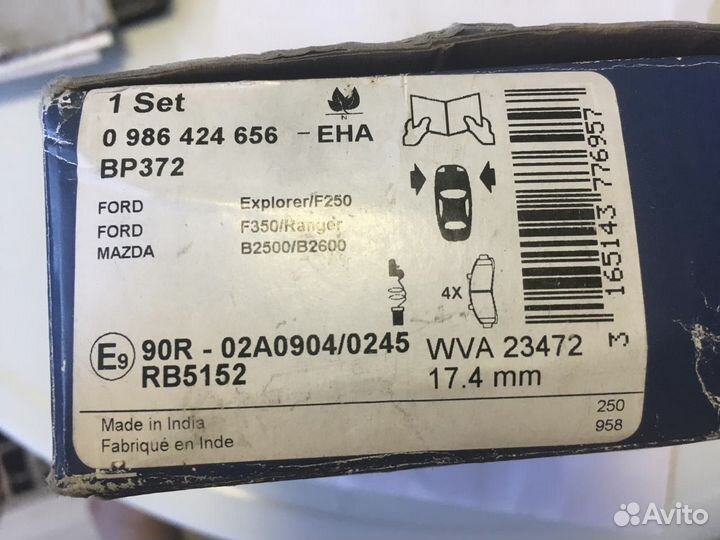 1 Set
0 986 424 656 - EHA
BP372
N
FORD Explorer/F250
FORD F350/Ranger
MAZDA B2500/B2600
4X
3 165143 776957
E9 90R - 02A0904/0245 WVA 23472
RB5152 17.4 mm
Made in India 250
Fabriqué en Inde 958
Avito